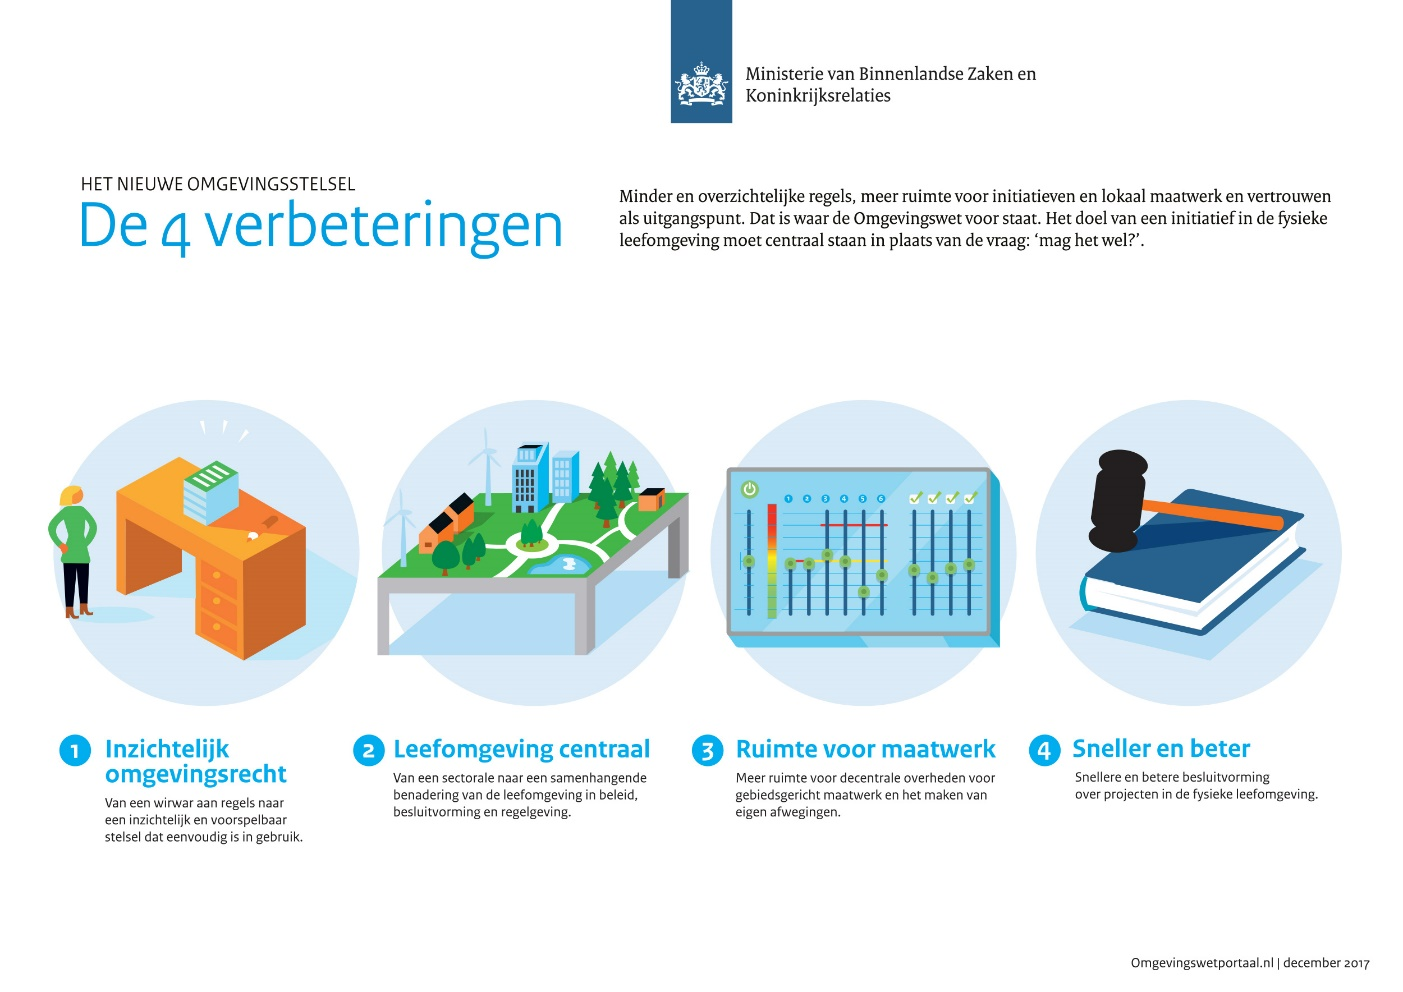 Ministerie van Binnenlandse Zaken en
Koninkrijksrelaties
HET NIEUWE OMGEVINGSSTELSEL
De 4 verbeteringen
Minder en overzichtelijke regels, meer ruimte voor initiatieven en lokaal maatwerk en vertrouwen
als uitgangspunt. Dat is waar de Omgevingswet voor staat. Het doel van een initiatief in de fysieke
leefomgeving moet centraal staan in plaats van de vraag: ‘mag het wel?’.
1 Inzichtelijk
omgevingsrecht
Van een wirwar aan regels naar
een inzichtelijk en voorspelbaar
stelsel dat eenvoudig is in gebruik.
2 Leefomgeving centraal
Van een sectorale naar een samenhangende
benadering van de leefomgeving in beleid,
besluitvorming en regelgeving.
3 Ruimte voor maatwerk
Meer ruimte voor decentrale overheden voor
gebiedsgericht maatwerk en het maken van
eigen afwegingen.
4 Sneller en beter
Snellere en betere besluitvorming
over projecten in de fysieke leefomgeving.
Omgevingswetportaal.nl | december 2017